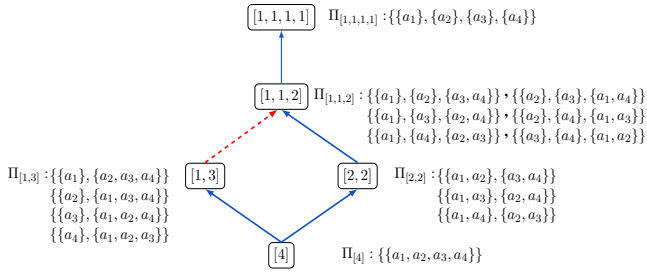 [1, 1, 1, 1] Π[1,1,1,1] : {{a1}, {a2}, {a3}, {a4}}
[1, 1, 2] Π[1,1,2] : {{a1}, {a2}, {a3, a4}} , {{a2}, {a3}, {a1, a4}}
{{a1}, {a3}, {a2, a4}} , {{a2}, {a4}, {a1, a3}}
{{a1}, {a4}, {a2, a3}} , {{a3}, {a4}, {a1, a2}}
Π[1,3] : {{a1}, {a2, a3, a4}} [1, 3] [2, 2] Π[2,2] : {{a1, a2}, {a3, a4}}
{{a2}, {a1, a3, a4}} {{a1, a3}, {a2, a4}}
{{a3}, {a1, a2, a4}} {{a1, a4}, {a2, a3}}
{{a4}, {a1, a2, a3}}
[4] Π[4] : {{a1, a2, a3, a4}}